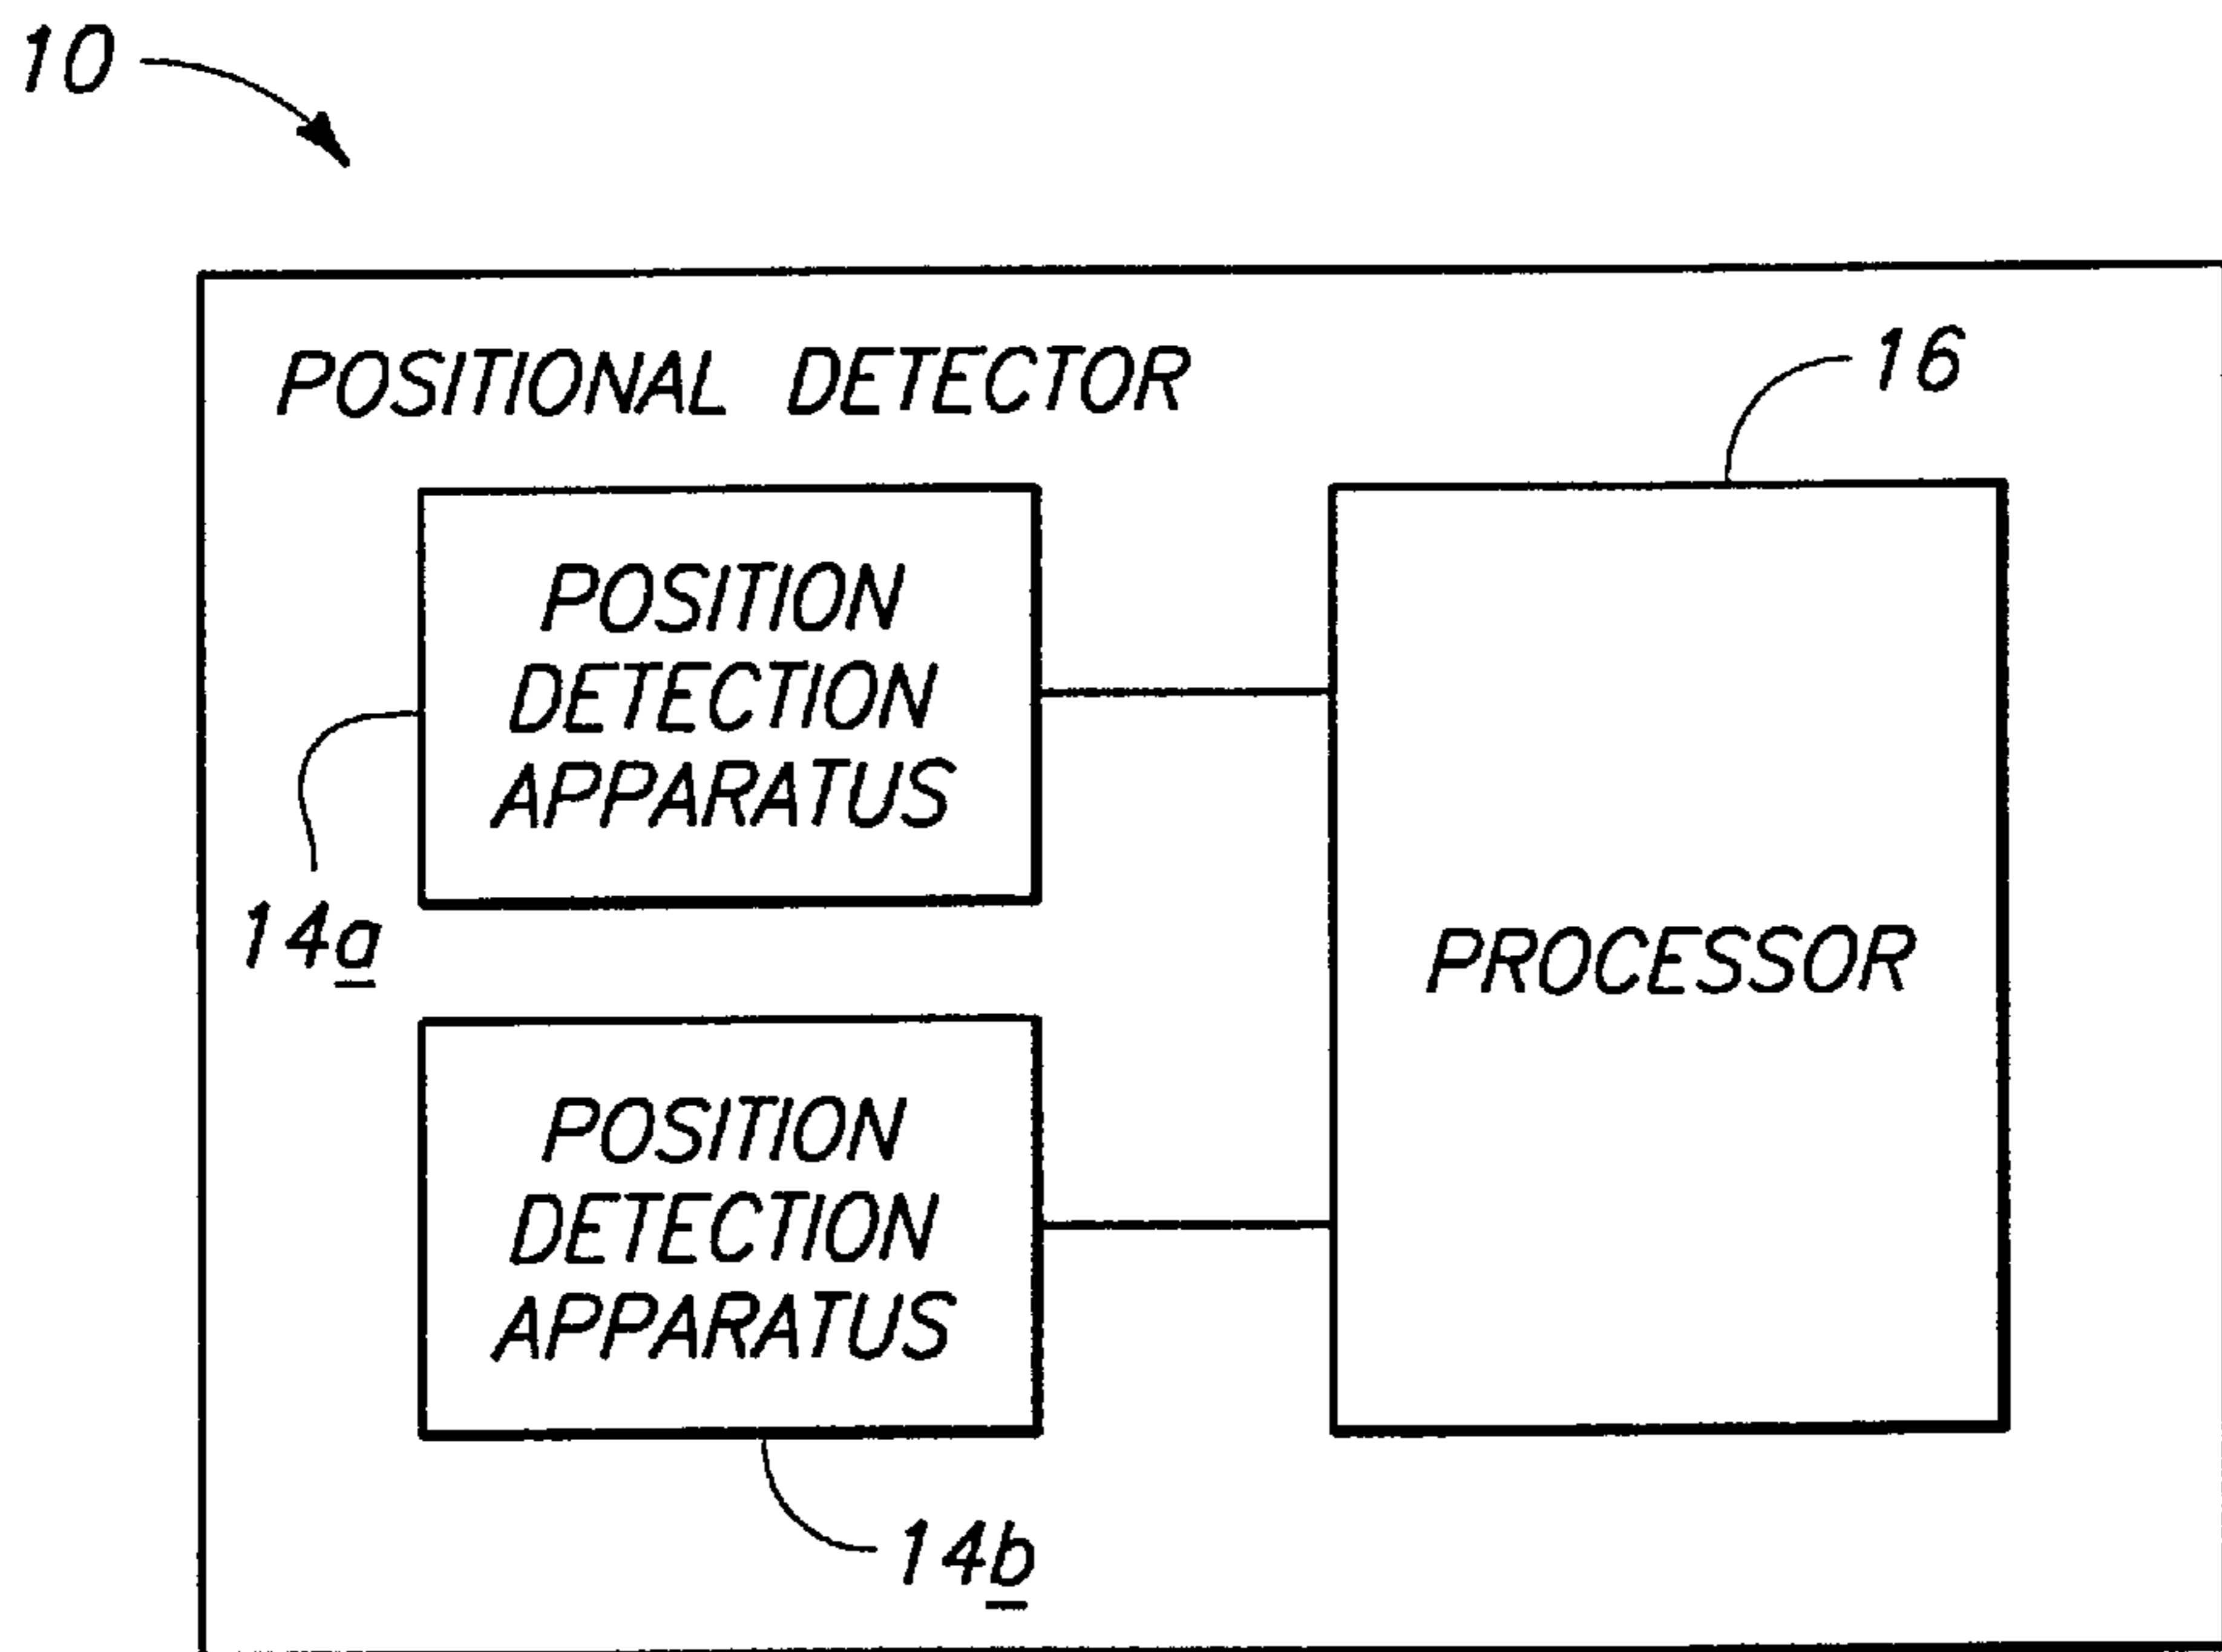 10
POSITIONAL DETECTOR
16
POSITION
DETECTION
APPARATUS
14a
PROCESSOR
POSITION
DETECTION
APPARATUS
14b